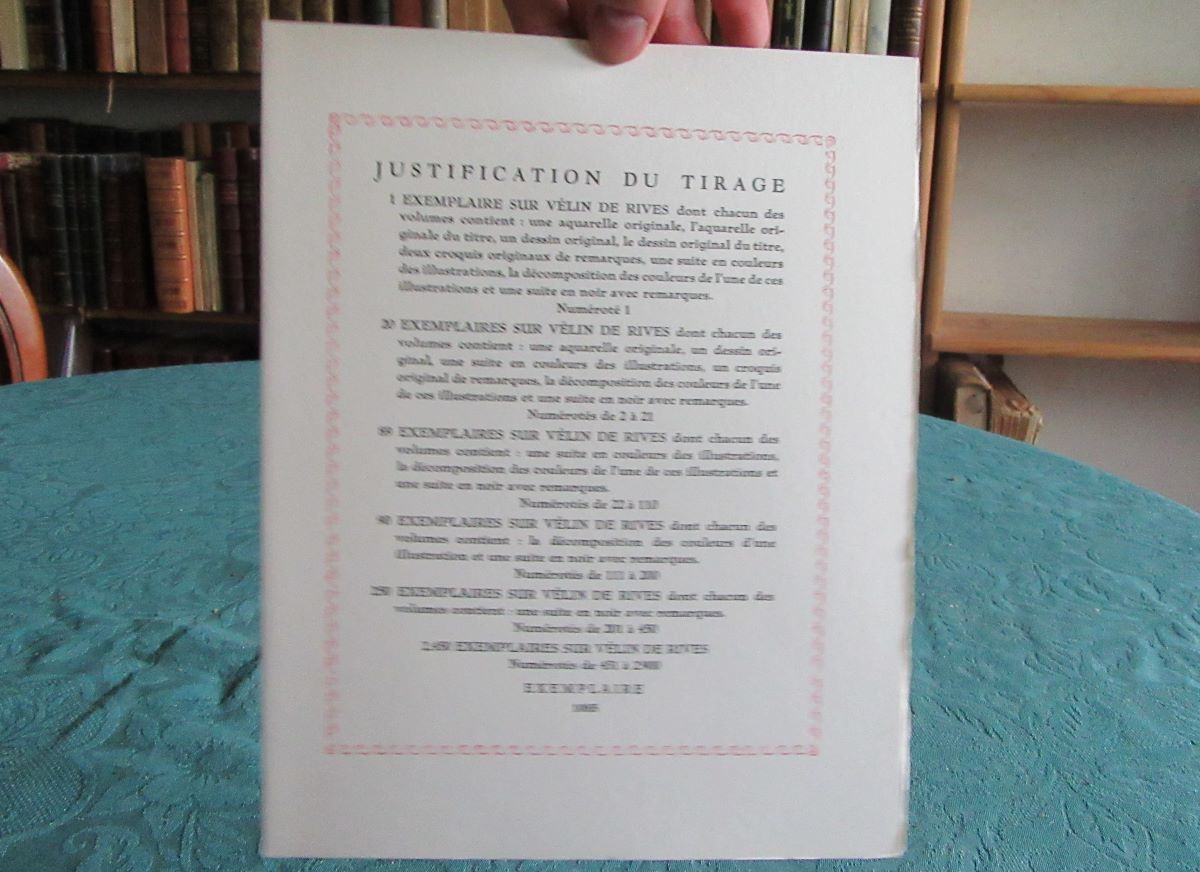 JUSTIFICATION DU TIRAGE
1 EXEMPLAIRE SUR VÉLIN DE RIVES dont chacun des
volumes contient : une aquarelle originale, l'aquarelle ori-
ginale du titre, un dessin original, le dessin original du titre,
deux croquis originaux de remarques, une suite en couleurs
des illustrations, la décomposition des couleurs de l'une de ces
illustrations et une suite en noir avec remarques.
Numéroté 1
20 EXEMPLAIRES SUR VÉLIN DE RIVES dont chacun des
volumes contient : une aquarelle originale, un dessin ori-
ginal, une suite en couleurs des illustrations, un croquis
original de remarques, la décomposition des couleurs de l'une
de ces illustrations et une suite en noir avec remarques.
Numérotés de 2 à 21
89 EXEMPLAIRES SUR VÉLIN DE RIVES dont chacun des
volumes contient : une suite en couleurs des illustrations,
la décomposition des couleurs de l'une de ces illustrations et
une suite en noir avec remarques.
Numérotés de 22 à 110
90 EXEMPLAIRES SUR VÉLIN DE RIVES dont chacun des
volumes contient : la décomposition des couleurs d'une
illustration et une suite en noir avec remarques.
Numérotés de 111 à 200
250 EXEMPLAIRES SUR VÉLIN DE RIVES dont chacun des
volumes contient : une suite en noir avec remarques.
Numérotés de 201 à 450
EXEMPLAIRES SUR VÉLIN DE RIVES
Numérotés de 451 à
EXEMPLAIRE